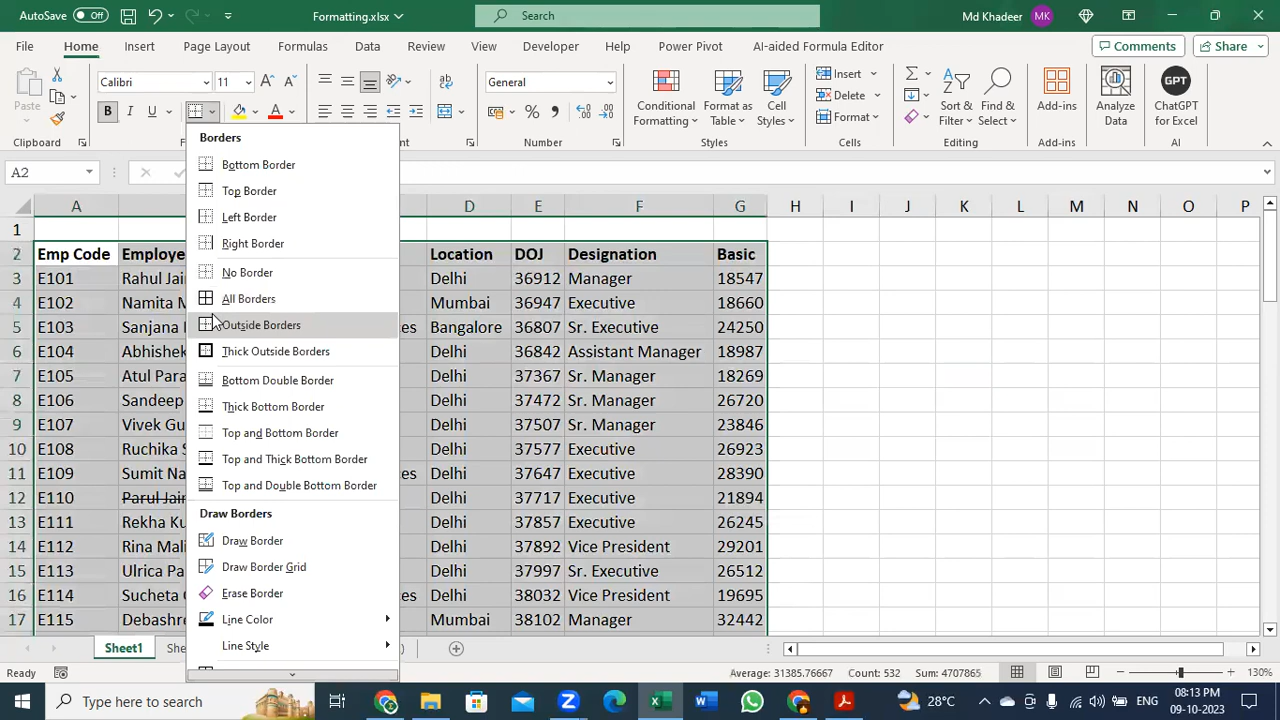 AutoSave Off Formatting.xlsx Search Md Khadeer MK
File Home Insert Page Layout Formulas Data Review View Developer Help Power Pivot AI-aided Formula Editor Comments Share
Paste Calibri 11 B I U General Conditional Formatting Format as Table Cell Styles Insert Delete Format Sort & Filter Find & Select Add-ins Analyze Data ChatGPT for Excel
Clipboard Number Styles Cells Add-ins AI
A2
A D E F G H I J K L M N O P
Borders
Bottom Border
Top Border
Left Border
Right Border
No Border
All Borders
Outside Borders
Thick Outside Borders
Bottom Double Border
Thick Bottom Border
Top and Bottom Border
Top and Thick Bottom Border
Top and Double Bottom Border
Draw Borders
Draw Border
Draw Border Grid
Erase Border
Line Color
Line Style
1
2 Emp Code Employe Location DOJ Designation Basic
3 E101 Rahul Jai Delhi 36912 Manager 18547
4 E102 Namita M Mumbai 36947 Executive 18660
5 E103 Sanjana es Bangalore 36807 Sr. Executive 24250
6 E104 Abhishek Delhi 36842 Assistant Manager 18987
7 E105 Atul Para Delhi 37367 Sr. Manager 18269
8 E106 Sandeep Delhi 37472 Sr. Manager 26720
9 E107 Vivek Gu Delhi 37507 Sr. Manager 23846
10 E108 Ruchika S Delhi 37577 Executive 26923
11 E109 Sumit Na es Delhi 37647 Executive 28390
12 E110 Parul Jai Delhi 37717 Executive 21894
13 E111 Rekha Ku Delhi 37857 Executive 26245
14 E112 Rina Mali Delhi 37892 Vice President 29201
15 E113 Ulrica Pa Delhi 37997 Sr. Executive 26512
16 E114 Sucheta es Delhi 38032 Vice President 19695
17 E115 Debashr Mumbai 38102 Manager 32442
Sheet1 She
Ready Average: 31385.76667 Count: 532 Sum: 4707865 130%
Type here to search 28°C ENG 08:13 PM
09-10-2023